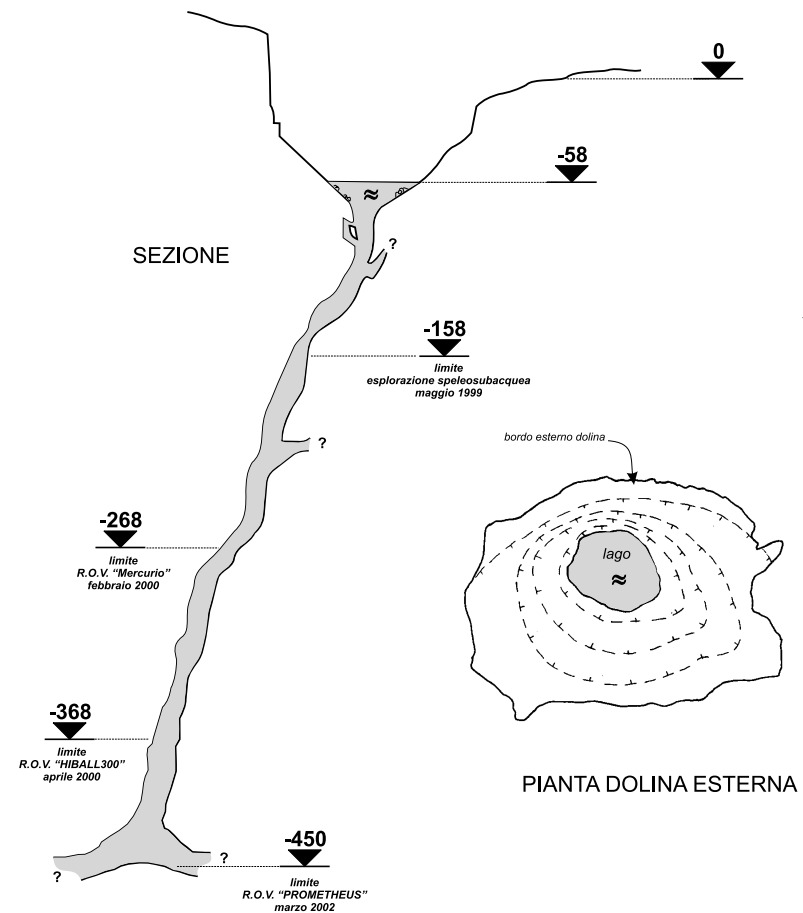 0
-58
?
SEZIONE
-158
limite
esplorazione speleosubacquea
maggio 1999
?
bordo esterno dolina
-268
limite
R.O.V. “Mercurio”
febbraio 2000
lago
≈
-368
limite
R.O.V. “HIBALL300”
aprile 2000
PIANTA DOLINA ESTERNA
?
?
-450
limite
R.O.V. “PROMETHEUS”
marzo 2002